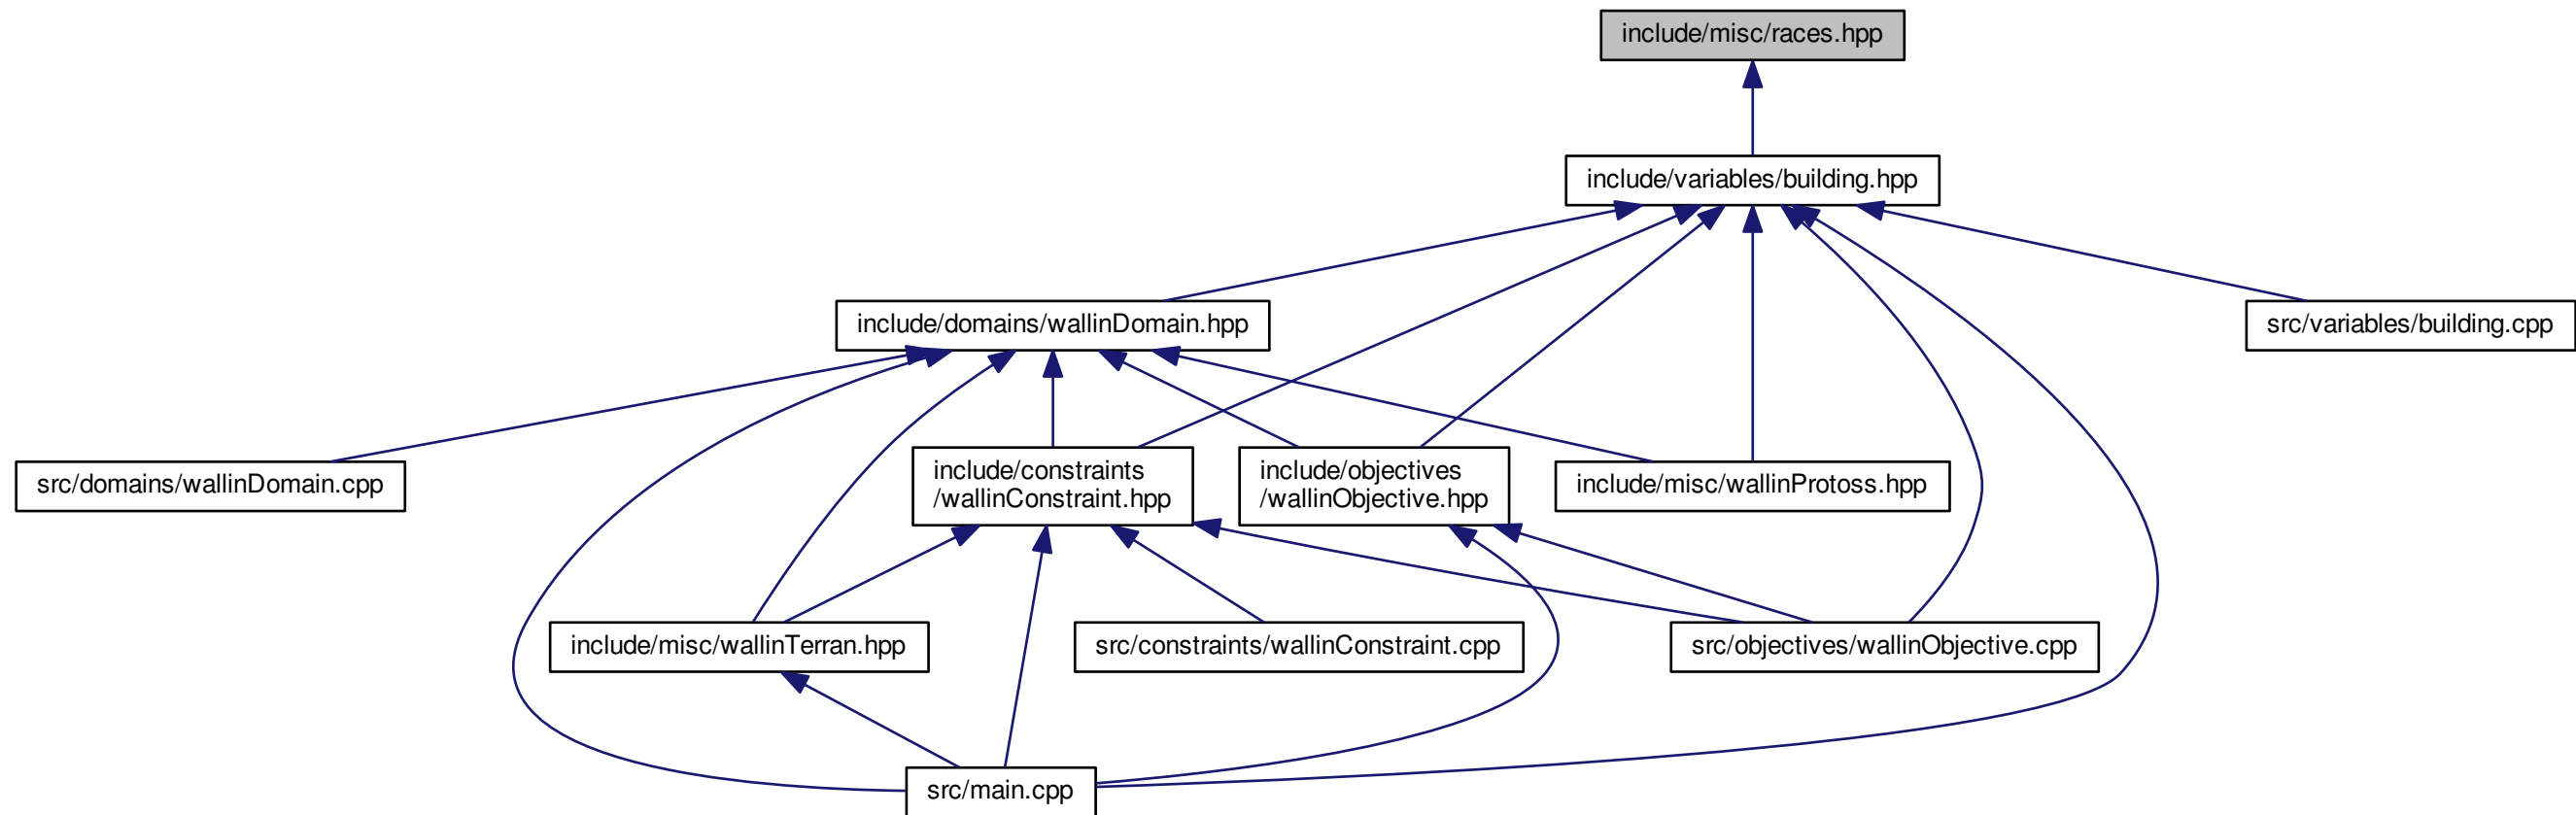 include/misc/races.hpp
include/variables/building.hpp
include/domains/wallinDomain.hpp
src/variables/building.cpp
src/domains/wallinDomain.cpp
include/constraints
/wallinConstraint.hpp
include/objectives
/wallinObjective.hpp
include/misc/wallinProtoss.hpp
include/misc/wallinTerran.hpp
src/constraints/wallinConstraint.cpp
src/objectives/wallinObjective.cpp
src/main.cpp